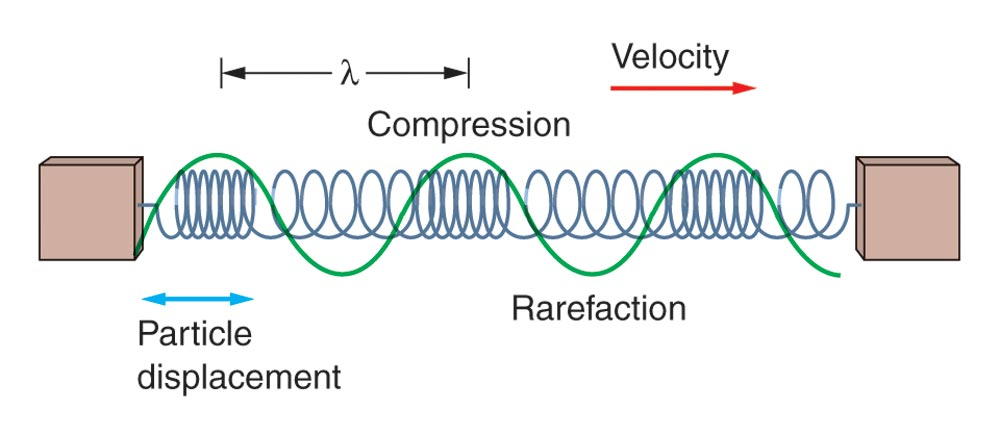 Velocity
λ
Compression
Rarefaction
Particle
displacement